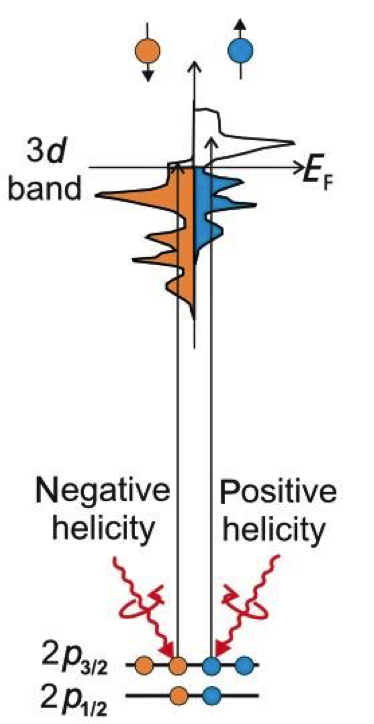 3d
band
E_F
Negative
helicity
Positive
helicity
2p_3/2
2p_1/2